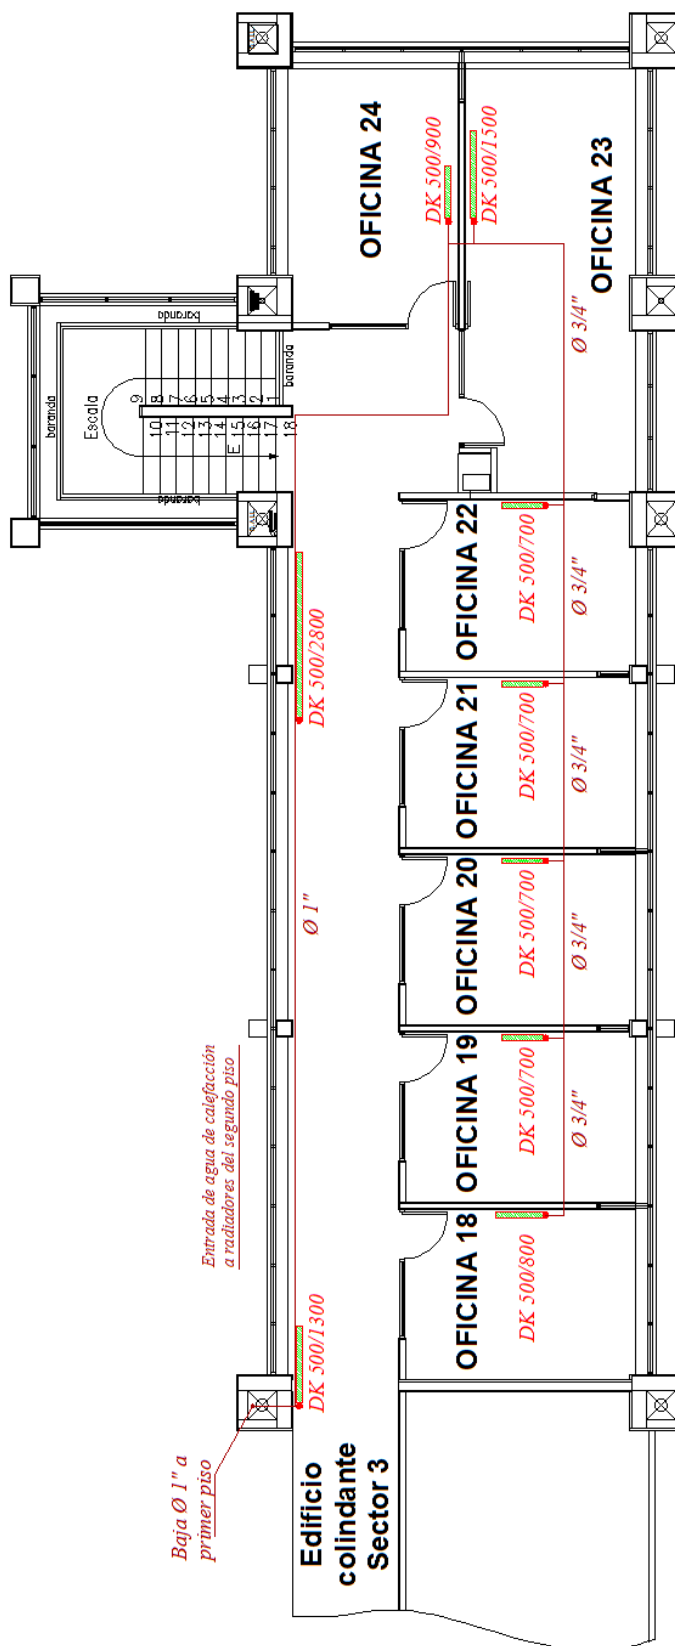 OFICINA 24
DK 500/900
DK 500/1500
OFICINA 23
Ø 3/4"
baranda
baranda
baranda
baranda
Escala
9
8
7
6
5
4
3
2
1
10
11
12
13
14
15
16
17
18
E
DK 500/2800
OFICINA 22
DK 500/700
Ø 3/4"
OFICINA 21
DK 500/700
Ø 3/4"
OFICINA 20
DK 500/700
Ø 3/4"
Ø 1"
OFICINA 19
DK 500/700
Ø 3/4"
OFICINA 18
DK 500/800
Entrada de agua de calefacción
a radiadores del segundo piso
DK 500/1300
Baja Ø 1" a
primer piso
Edificio
colindante
Sector 3